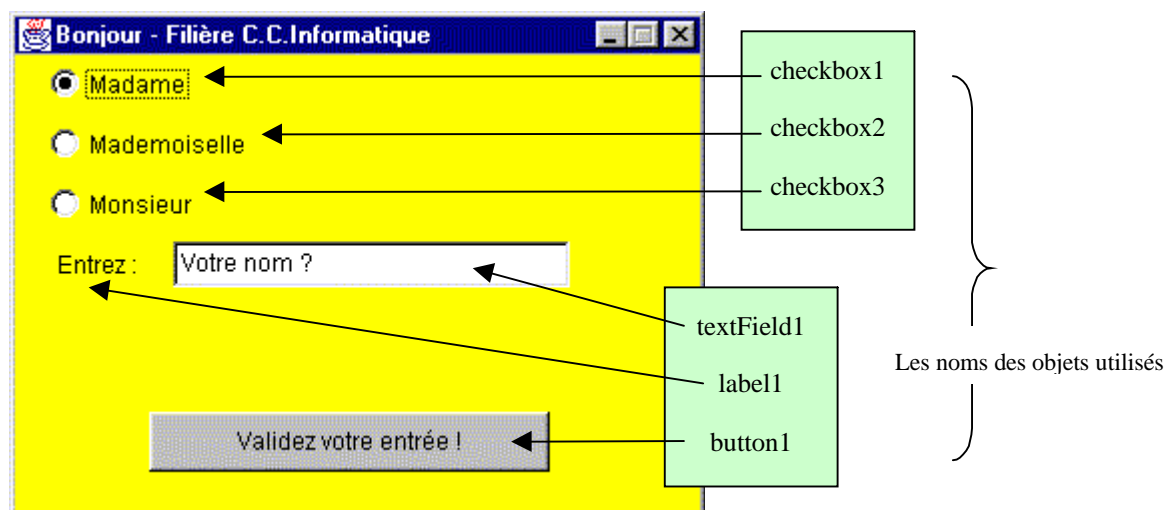 Bonjour - Filière C.C.Informatique
Madame
checkbox1
Mademoiselle
checkbox2
Monsieur
checkbox3
Entrez :
Votre nom ?
textField1
label1
Les noms des objets utilisés
Validez votre entrée !
button1